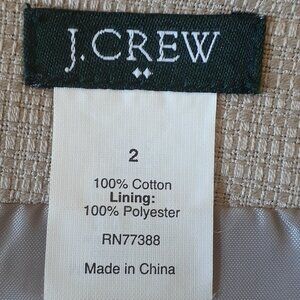 J.CREW
2
100% Cotton
Lining:
100% Polyester
RN77388
Made in China